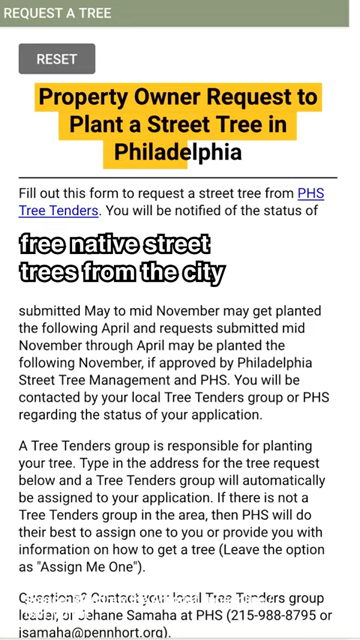 REQUEST A TREE
RESET
Property Owner Request to
Plant a Street Tree in
Philadelphia
Fill out this form to request a street tree from PHS
Tree Tenders. You will be notified of the status of
free native street
trees from the city
submitted May to mid November may get planted
the following April and requests submitted mid
November through April may be planted the
following November, if approved by Philadelphia
Street Tree Management and PHS. You will be
contacted by your local Tree Tenders group or PHS
regarding the status of your application.
A Tree Tenders group is responsible for planting
your tree. Type in the address for the tree request
below and a Tree Tenders group will automatically
be assigned to your application. If there is not a
Tree Tenders group in the area, then PHS will do
their best to assign one to you or provide you with
information on how to get a tree (Leave the option
as "Assign Me One").
Questions? Contact your local Tree Tenders group
leader, or Jehane Samaha at PHS (215-988-8795 or
jsamaha@pennhort.org).